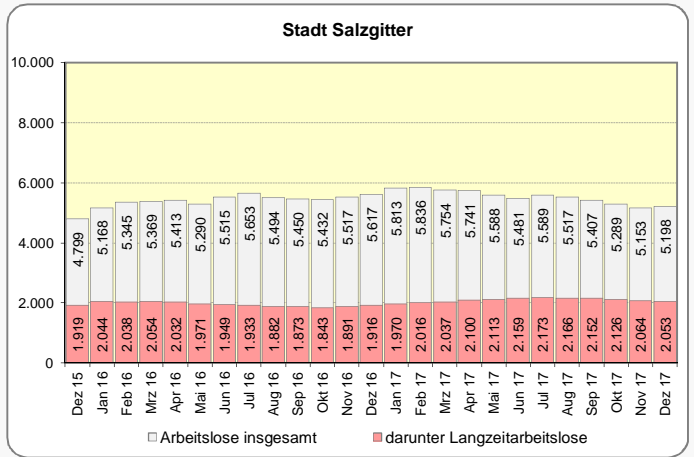 Stadt Salzgitter
10.000
8.000
6.000
4.000
2.000
0
4.799 5.168 5.345 5.369 5.413 5.290 5.515 5.653 5.494 5.450 5.432 5.517 5.617 5.813 5.836 5.754 5.741 5.588 5.481 5.589 5.517 5.407 5.289 5.153 5.198
1.919 2.044 2.038 2.054 2.032 1.971 1.949 1.933 1.882 1.873 1.843 1.891 1.916 1.970 2.016 2.037 2.100 2.113 2.159 2.173 2.166 2.152 2.126 2.064 2.053
Dez 15 Jan 16 Feb 16 Mrz 16 Apr 16 Mai 16 Jun 16 Jul 16 Aug 16 Sep 16 Okt 16 Nov 16 Dez 16 Jan 17 Feb 17 Mrz 17 Apr 17 Mai 17 Jun 17 Jul 17 Aug 17 Sep 17 Okt 17 Nov 17 Dez 17
Arbeitslose insgesamt darunter Langzeitarbeitslose